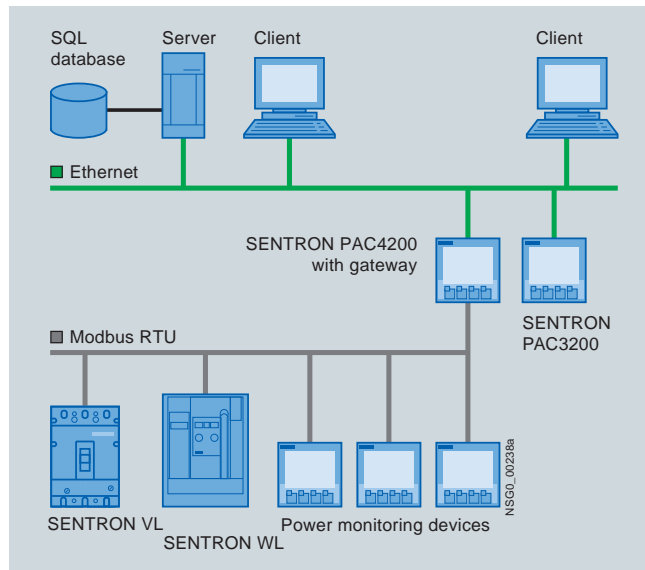 SQL
database
Server
Client
Client
Ethernet
SENTRON PAC4200
with gateway
SENTRON
PAC3200
Modbus RTU
SENTRON VL
SENTRON WL
Power monitoring devices
NSG0_00238a